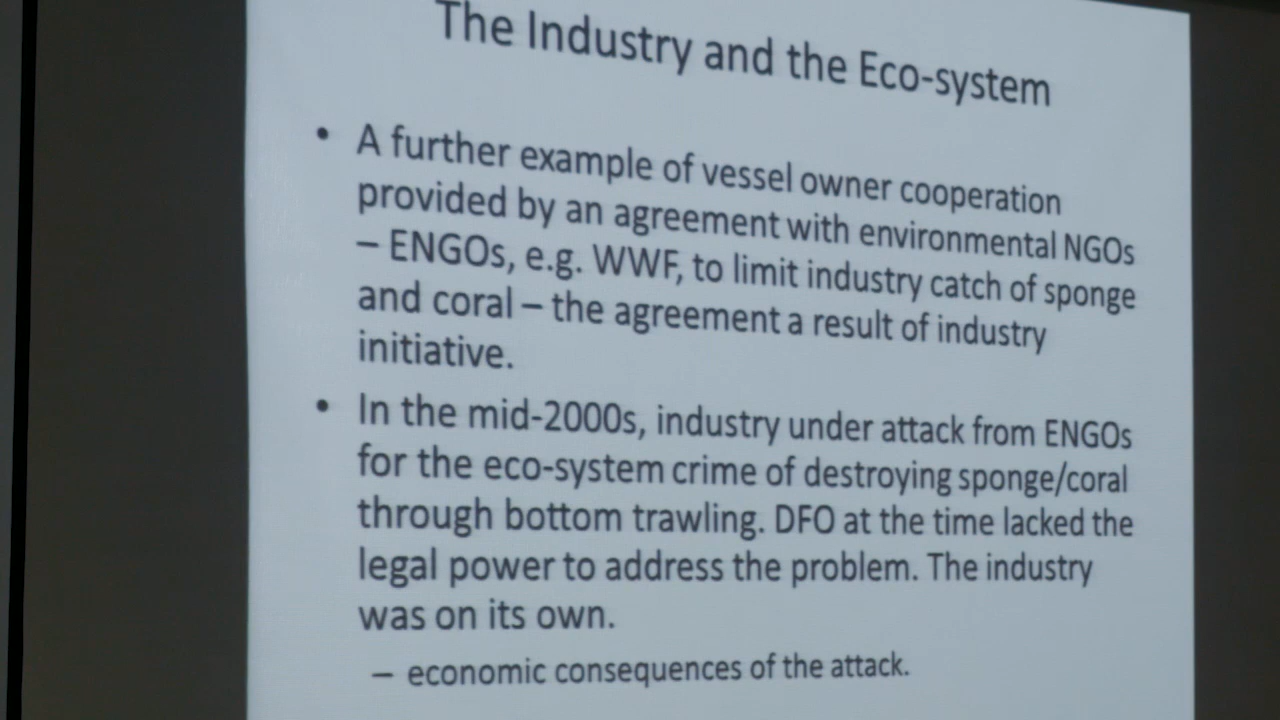 The Industry and the Eco-system
• A further example of vessel owner cooperation
provided by an agreement with environmental NGOs
– ENGOs, e.g. WWF, to limit industry catch of sponge
and coral – the agreement a result of industry
initiative.
• In the mid-2000s, industry under attack from ENGOs
for the eco-system crime of destroying sponge/coral
through bottom trawling. DFO at the time lacked the
legal power to address the problem. The industry
was on its own.
– economic consequences of the attack.